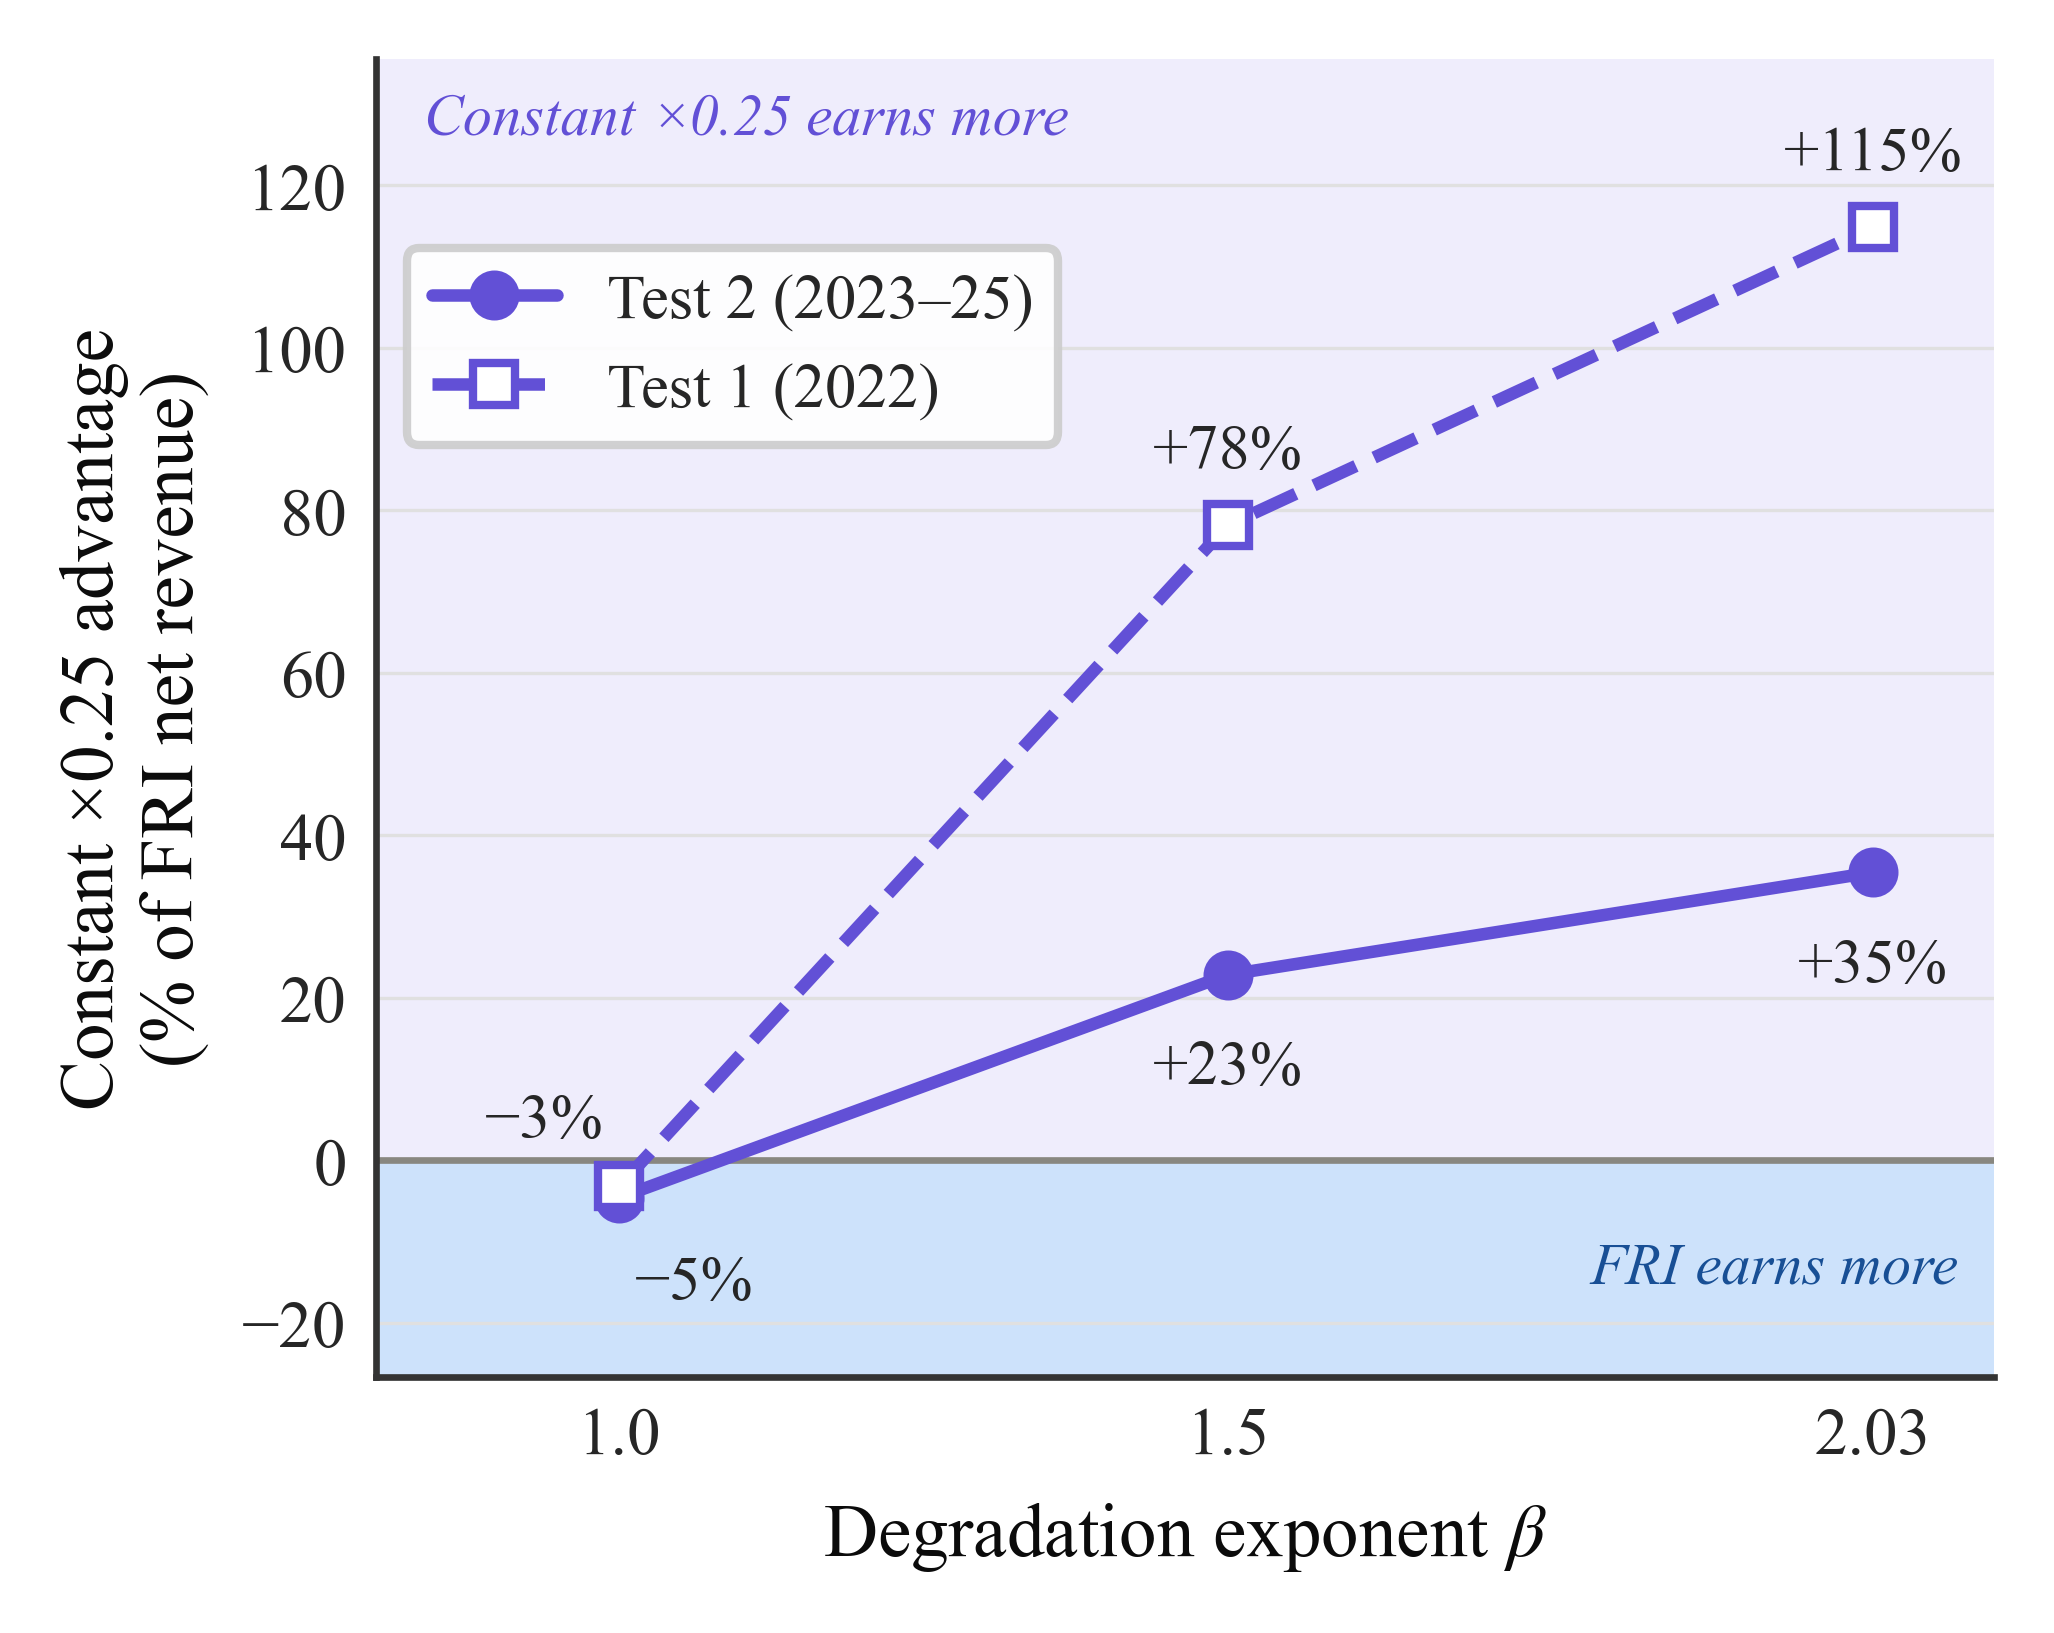 Constant ×0.25 earns more
+115%
120
Test 2 (2023–25)
100
Test 1 (2022)
+78%
80
60
40
+35%
20
+23%
−3%
0
−5%
FRI earns more
−20
Constant ×0.25 advantage
(% of FRI net revenue)
1.0
1.5
2.03
Degradation exponent β